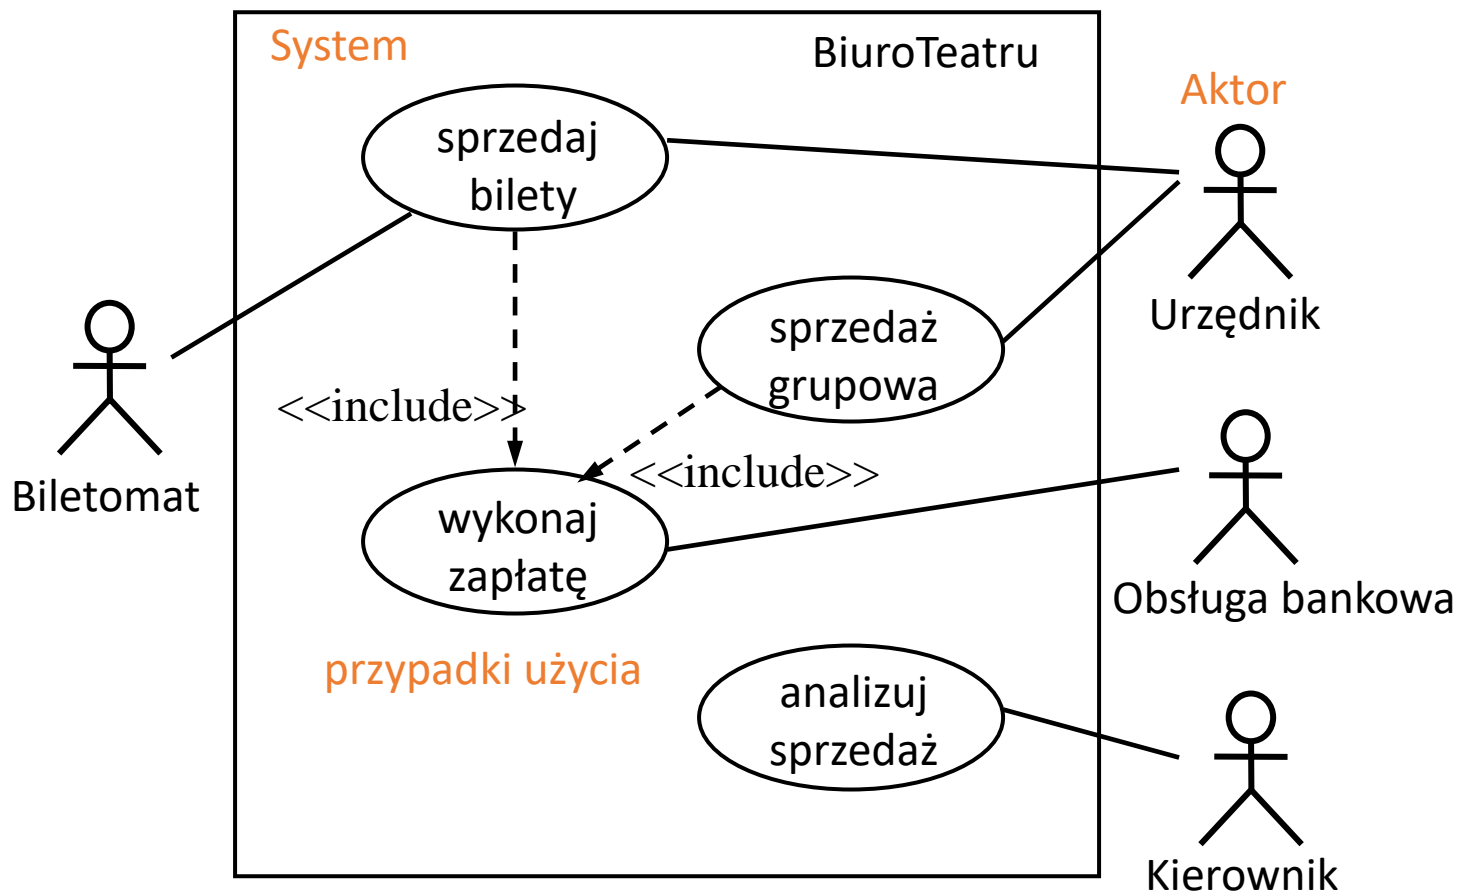 System
BiuroTeatru
Aktor
sprzedaj
bilety
Urzędnik
sprzedaż
grupowa
<<include>>
<<include>>
Biletomat
wykonaj
zapłatę
Obsługa bankowa
przypadki użycia
analizuj
sprzedaż
Kierownik